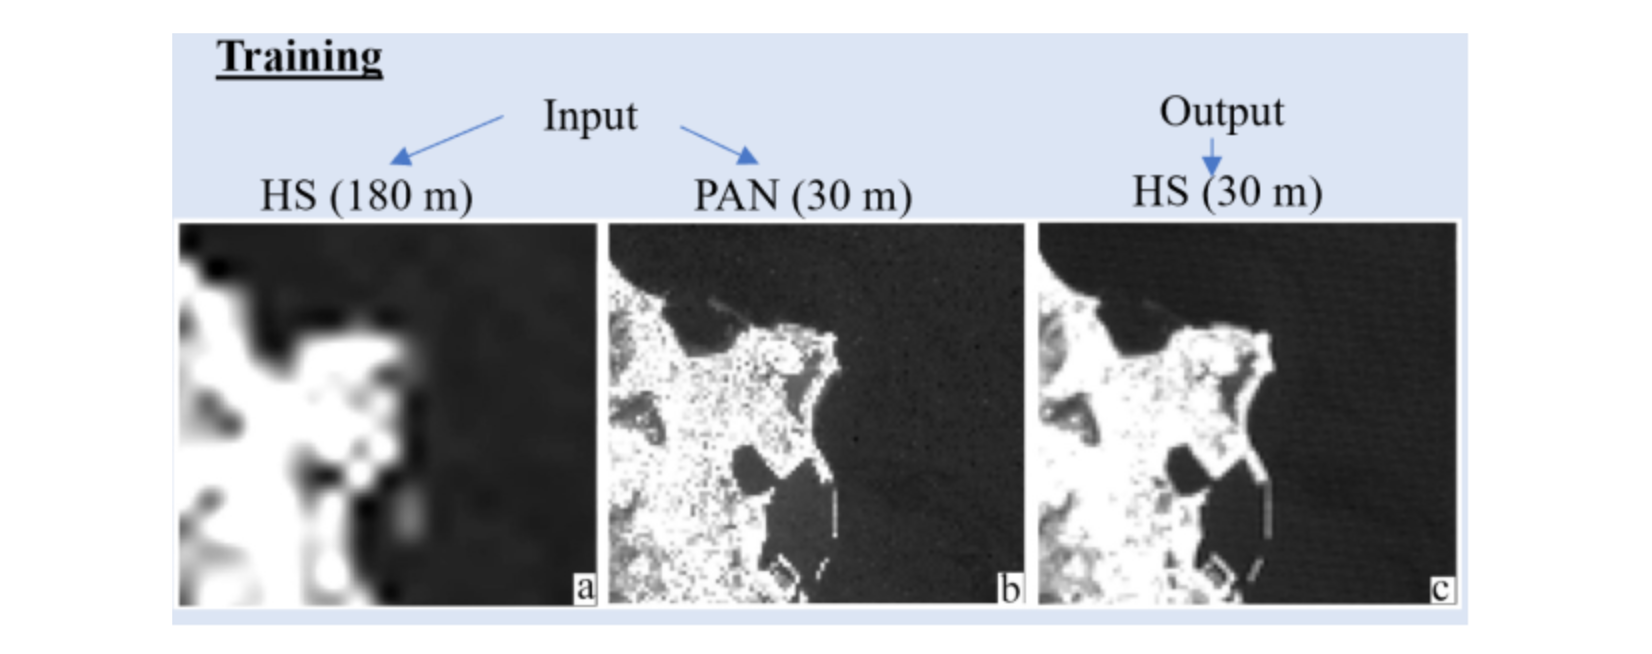 Training
Input
Output
HS (180 m)
PAN (30 m)
HS (30 m)
a
b
c